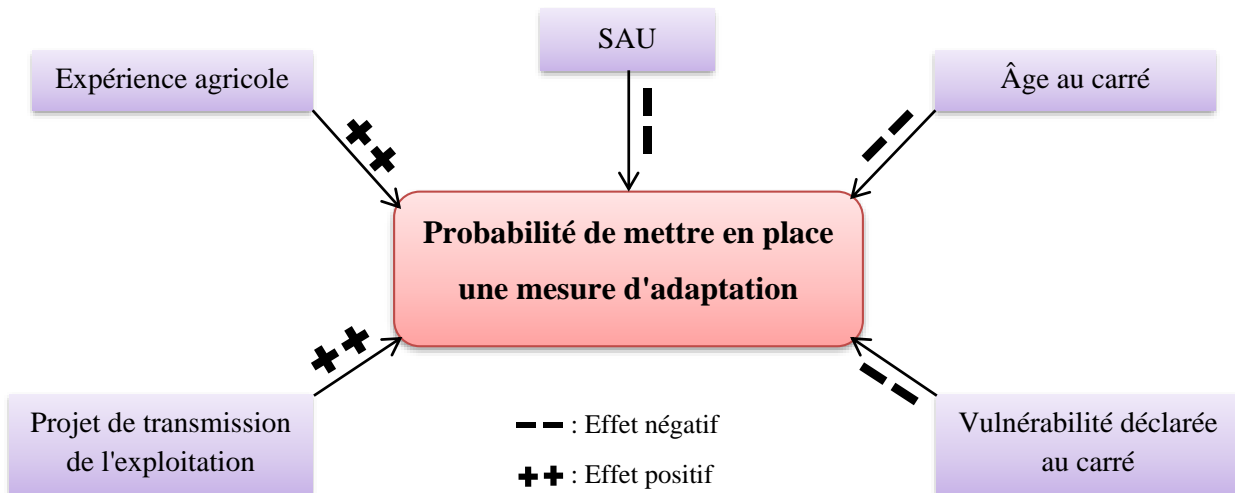 SAU
Expérience agricole
Âge au carré
Probabilité de mettre en place
une mesure d'adaptation
Projet de transmission
de l'exploitation
Vulnérabilité déclarée
au carré
: Effet négatif
: Effet positif